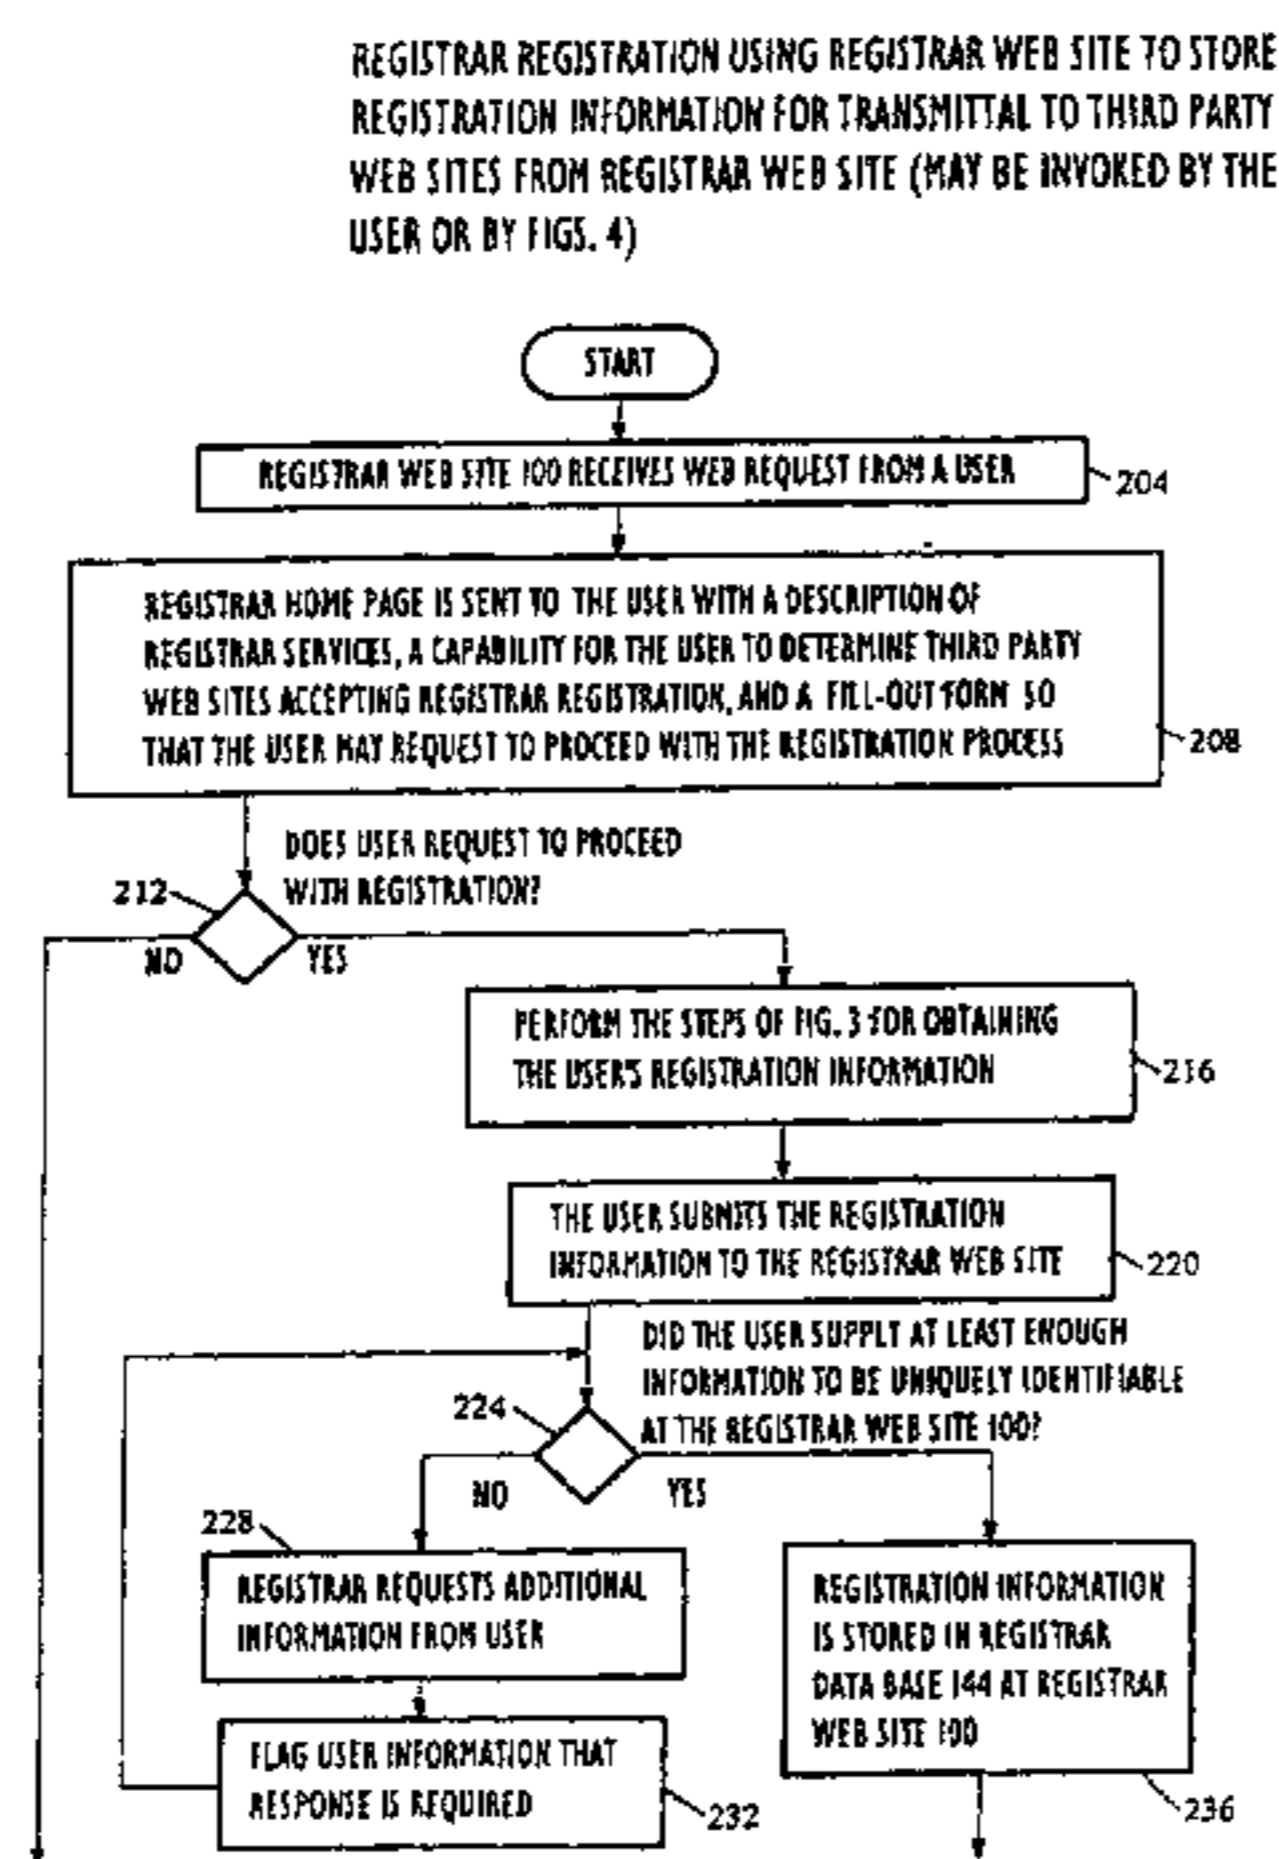 REGISTRAR REGISTRATION USING REGISTRAR WEB SITE TO STORE
REGISTRATION INFORMATION FOR TRANSMITTAL TO THIRD PARTY
WEB SITES FROM REGISTRAR WEB SITE (MAY BE INVOKED BY THE
USER OR BY FIGS. 4)
START
REGISTRAR WEB SITE 100 RECEIVES WEB REQUEST FROM A USER
204
REGISTRAR HOME PAGE IS SENT TO THE USER WITH A DESCRIPTION OF
REGISTRAR SERVICES, A CAPABILITY FOR THE USER TO DETERMINE THIRD PARTY
WEB SITES ACCEPTING REGISTRAR REGISTRATION, AND A FILL-OUT FORM SO
THAT THE USER MAY REQUEST TO PROCEED WITH THE REGISTRATION PROCESS
208
DOES USER REQUEST TO PROCEED
WITH REGISTRATION?
212
NO
YES
PERFORM THE STEPS OF FIG. 3 FOR OBTAINING
THE USER'S REGISTRATION INFORMATION
216
THE USER SUBMITS THE REGISTRATION
INFORMATION TO THE REGISTRAR WEB SITE
220
DID THE USER SUPPLY AT LEAST ENOUGH
INFORMATION TO BE UNIQUELY IDENTIFIABLE
AT THE REGISTRAR WEB SITE 100?
224
NO
YES
228
REGISTRAR REQUESTS ADDITIONAL
INFORMATION FROM USER
FLAG USER INFORMATION THAT
RESPONSE IS REQUIRED
232
REGISTRATION INFORMATION
IS STORED IN REGISTRAR
DATA BASE 144 AT REGISTRAR
WEB SITE 100
236